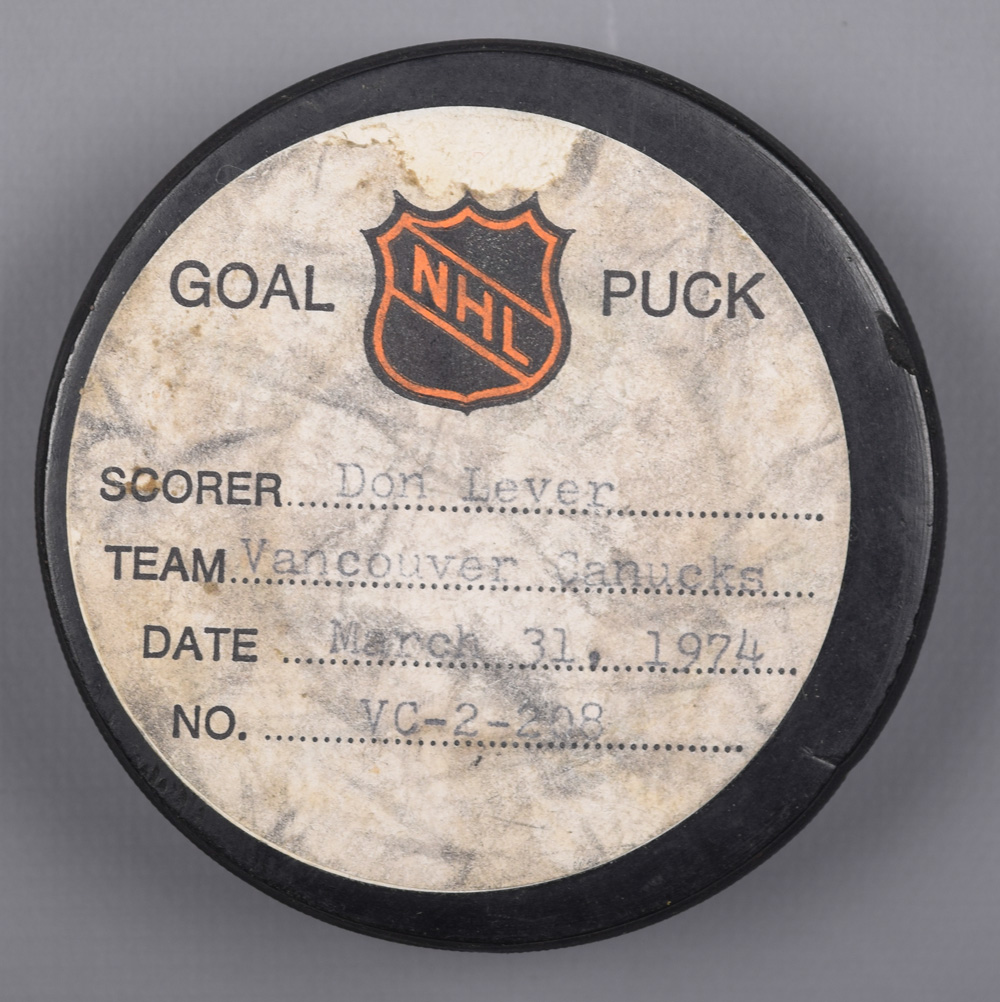 GOAL NHL PUCK
SCORER Don Lever
TEAM Vancouver Canucks
DATE March 31, 1974
NO. VC-2-208